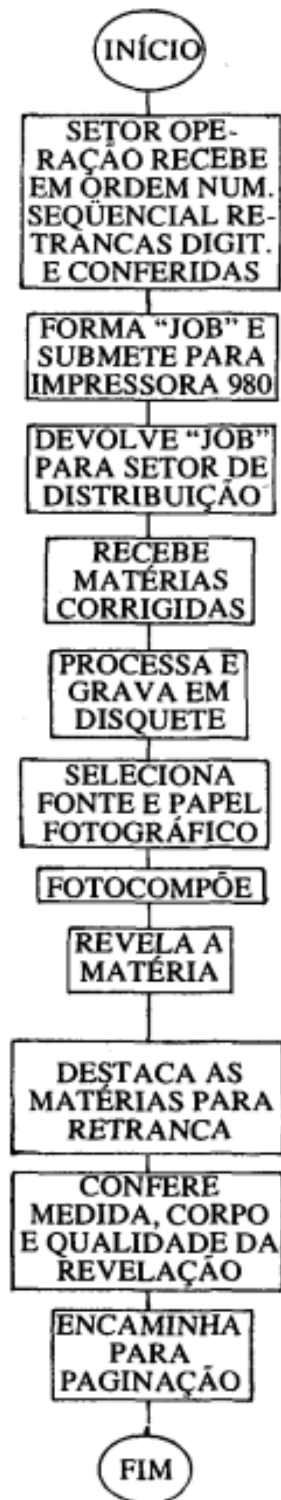 INÍCIO
SETOR OPE-
RAÇÃO RECEBE
EM ORDEM NUM.
SEQÜENCIAL RE-
TRANCAS DIGIT.
E CONFERIDAS
FORMA “JOB” E
SUBMETE PARA
IMPRESSORA 980
DEVOLVE “JOB”
PARA SETOR DE
DISTRIBUIÇÃO
RECEBE
MATÉRIAS
CORRIGIDAS
PROCESSA E
GRAVA EM
DISQUETE
SELECIONA
FONTE E PAPEL
FOTOGRÁFICO
FOTOCOMPÕE
REVELA A
MATÉRIA
DESTACA AS
MATÉRIAS PARA
RETRANCA
CONFERE
MEDIDA, CORPO
E QUALIDADE DA
REVELAÇÃO
ENCAMINHA
PARA
PAGINAÇÃO
FIM